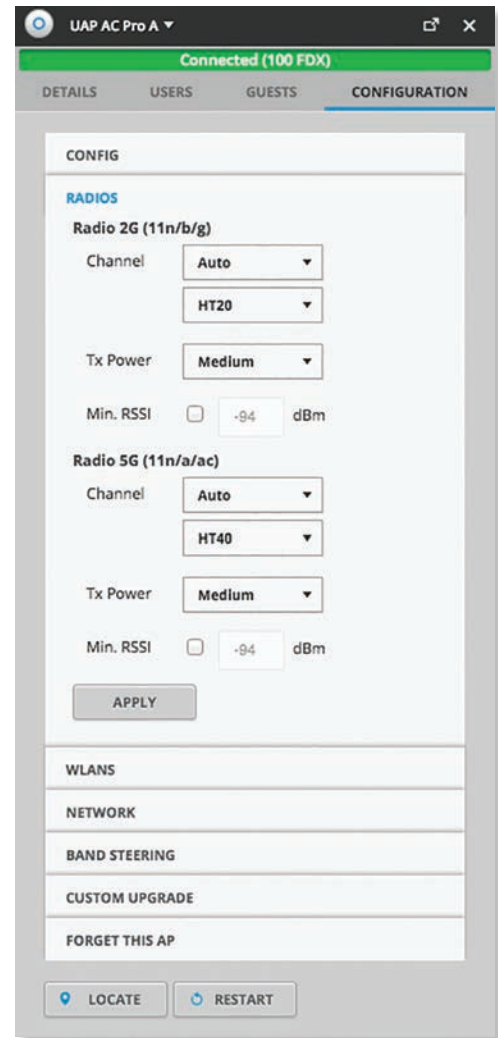 UAP AC Pro A
Connected (100 FDX)
DETAILS USERS GUESTS CONFIGURATION
CONFIG
RADIOS
Radio 2G (11n/b/g)
Channel Auto
HT20
Tx Power Medium
Min. RSSI -94 dBm
Radio 5G (11n/a/ac)
Channel Auto
HT40
Tx Power Medium
Min. RSSI -94 dBm
APPLY
WLANS
NETWORK
BAND STEERING
CUSTOM UPGRADE
FORGET THIS AP
LOCATE RESTART